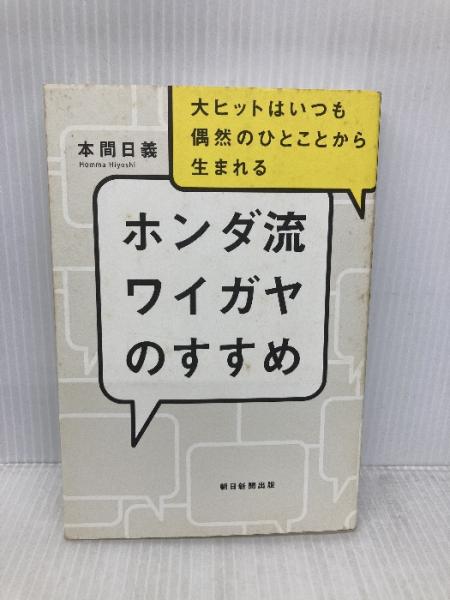 大ヒットはいつも
偶然のひとことから
生まれる
本間日義
Homma Hiyoshi
ホンダ流
ワイガヤ
のすすめ
朝日新聞出版